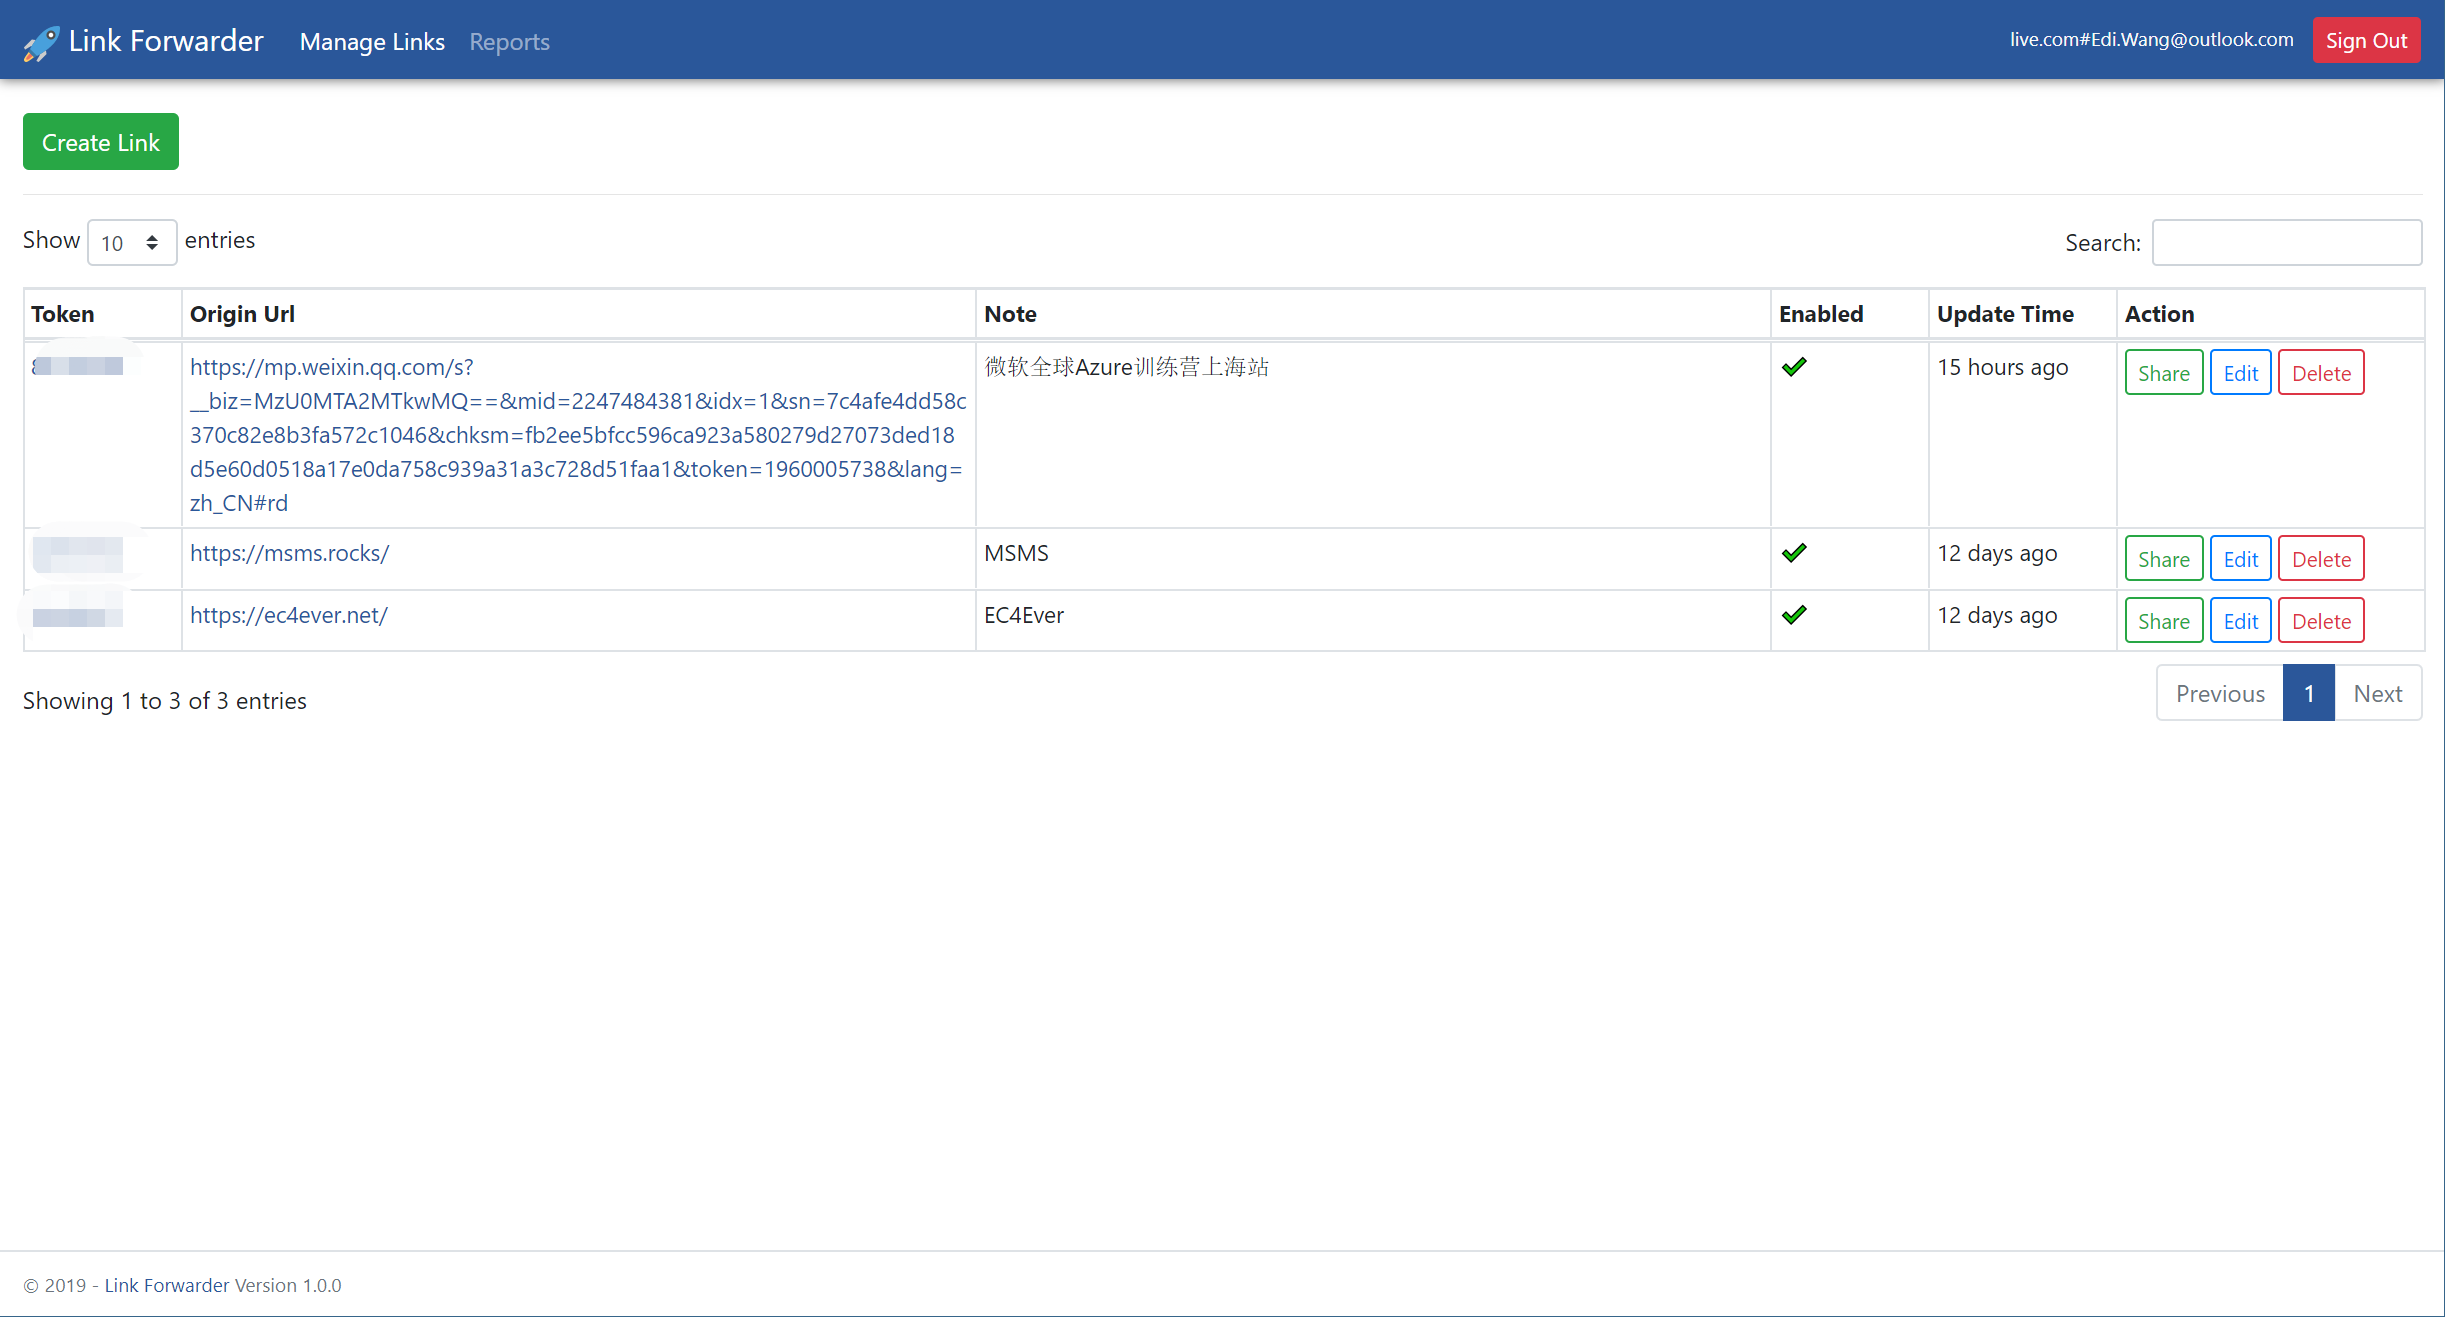 Link Forwarder Manage Links Reports live.com#Edi.Wang@outlook.com Sign Out
Create Link
Show 10 entries Search:
Token Origin Url Note Enabled Update Time Action
https://mp.weixin.qq.com/s? 微软全球Azure训练营上海站 15 hours ago Share Edit Delete
__biz=MzU0MTA2MTkwMQ==&mid=2247484381&idx=1&sn=7c4afe4dd58c
370c82e8b3fa572c1046&chksm=fb2ee5bfcc596ca923a580279d27073ded18
d5e60d0518a17e0da758c939a31a3c728d51faa1&token=1960005738&lang=
zh_CN#rd
https://msms.rocks/ MSMS 12 days ago Share Edit Delete
https://ec4ever.net/ EC4Ever 12 days ago Share Edit Delete
Showing 1 to 3 of 3 entries Previous 1 Next
© 2019 - Link Forwarder Version 1.0.0